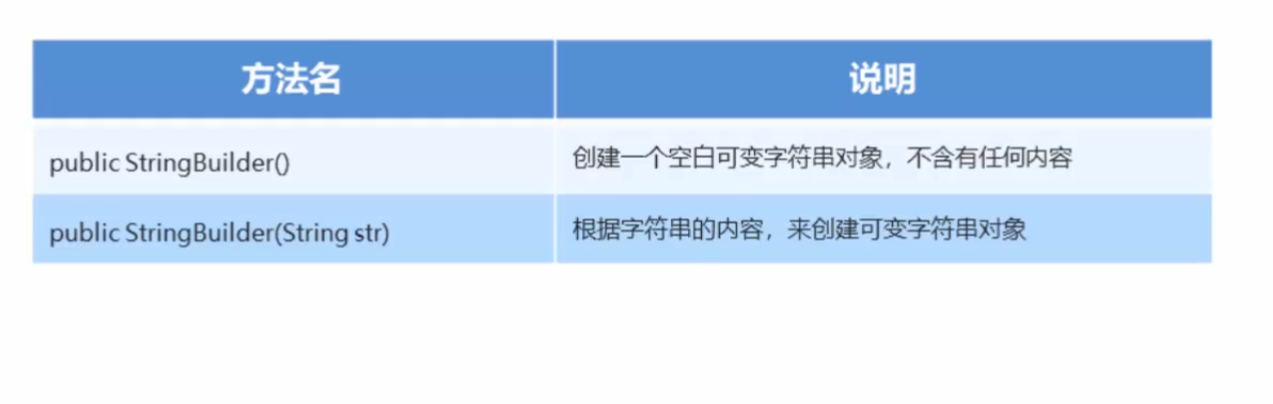 方法名 说明
public StringBuilder() 创建一个空白可变字符串对象，不含有任何内容
public StringBuilder(String str) 根据字符串的内容，来创建可变字符串对象